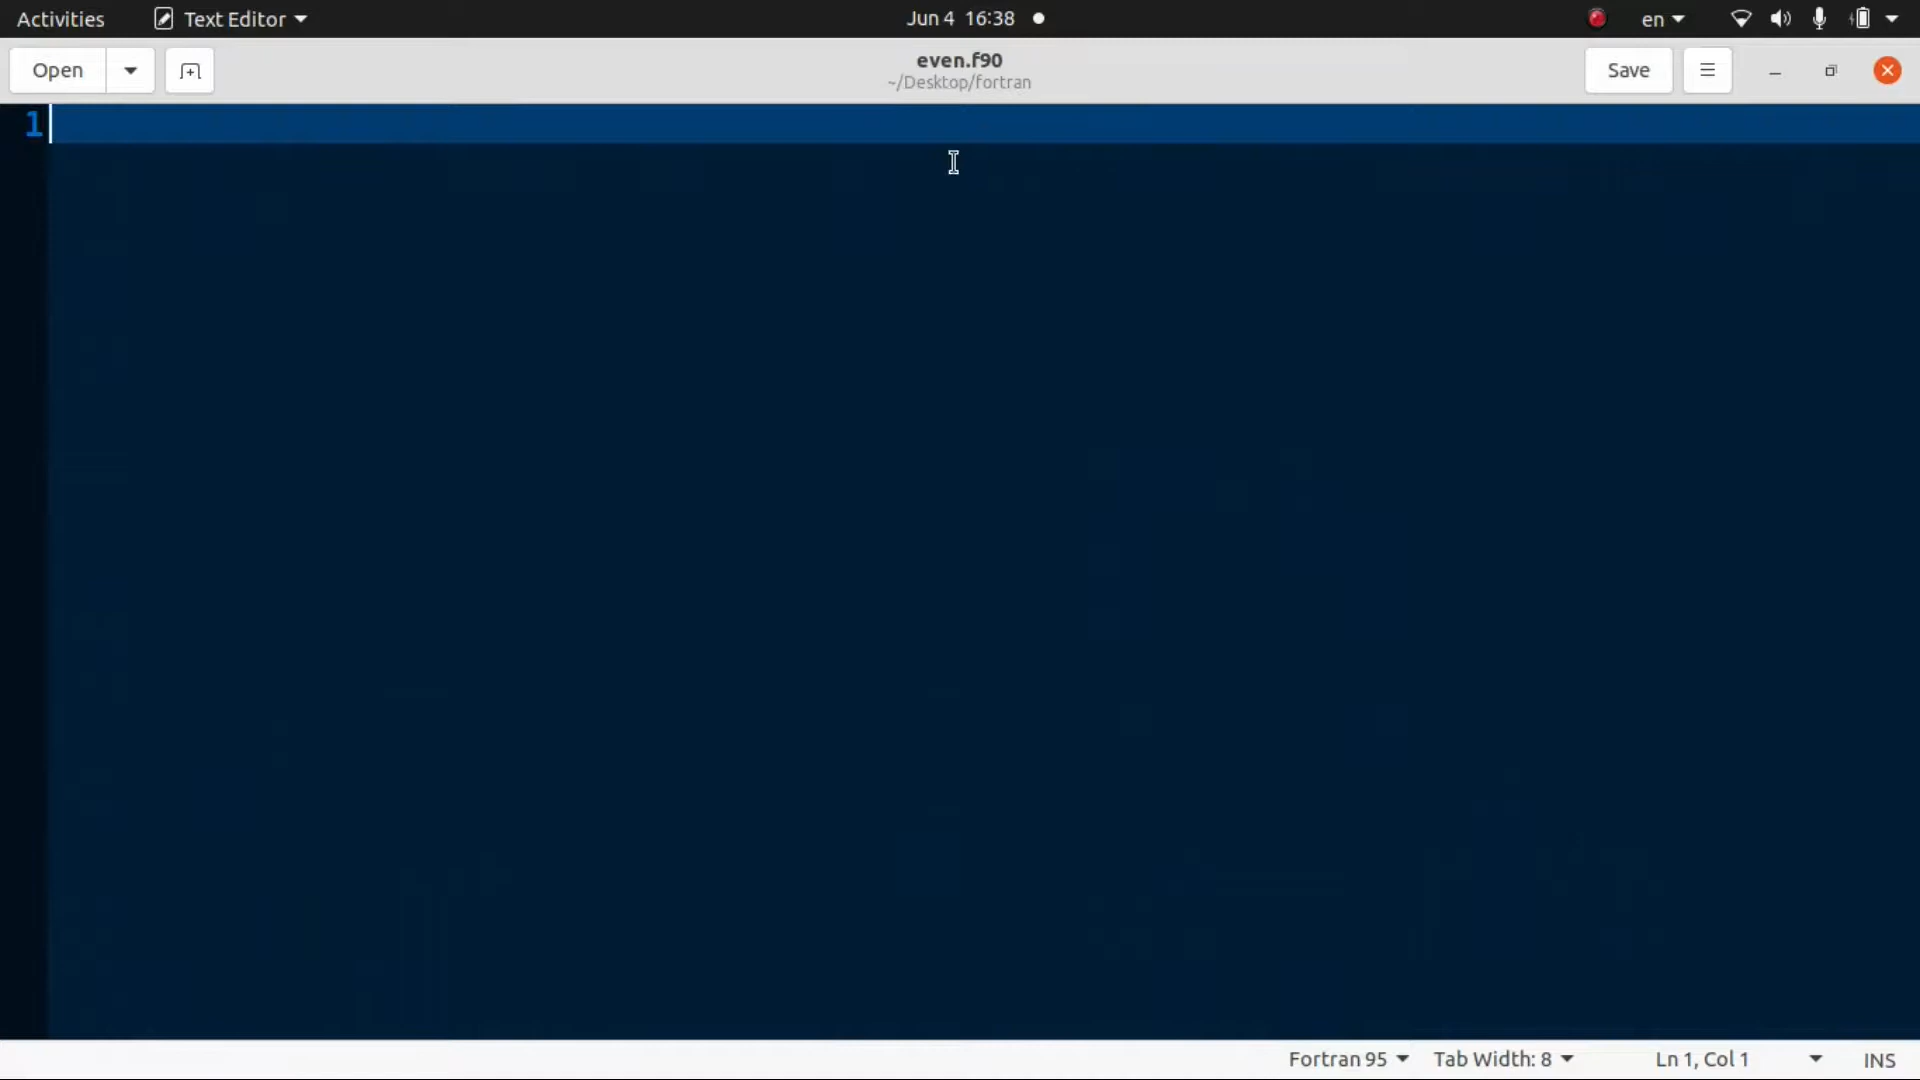 Activities Text Editor Jun 4 16:38 en
Open even.f90 Save
~/Desktop/fortran
1
Fortran 95 Tab Width: 8 Ln 1, Col 1 INS